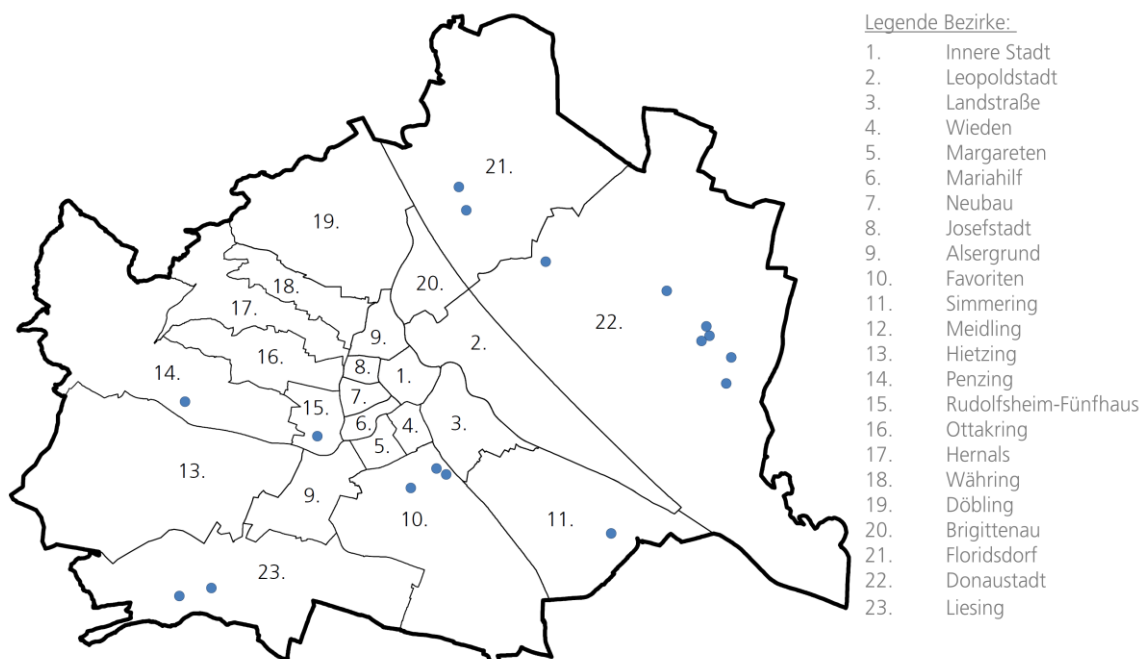 Legende Bezirke:
1. Innere Stadt
2. Leopoldstadt
3. Landstraße
4. Wieden
5. Margareten
6. Mariahilf
7. Neubau
8. Josefstadt
9. Alsergrund
10. Favoriten
11. Simmering
12. Meidling
13. Hietzing
14. Penzing
15. Rudolfsheim-Fünfhaus
16. Ottakring
17. Hernals
18. Währing
19. Döbling
20. Brigittenau
21. Floridsdorf
22. Donaustadt
23. Liesing
21.
19.
20.
18.
17.
22.
9.
2.
16.
8.
14.
1.
7.
15.
6.
4.
3.
5.
13.
9.
10.
11.
23.